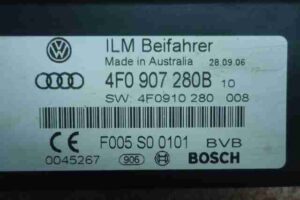 ILM Beifahrer
Made in Australia 28.09.06
4F0 907 280B 10
SW: 4F0910 280 008
F005 S0 0101 BVB
0045267 906 BOSCH